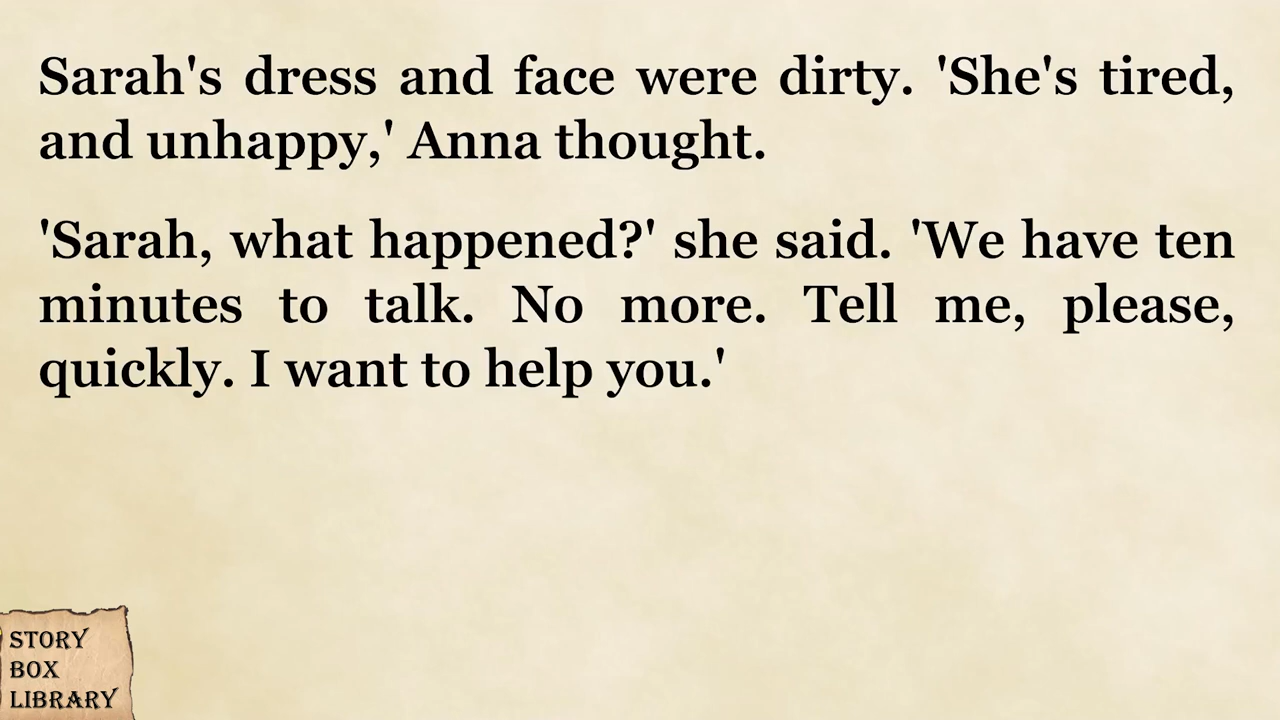 Sarah's dress and face were dirty. 'She's tired,
and unhappy,' Anna thought.
'Sarah, what happened?' she said. 'We have ten
minutes to talk. No more. Tell me, please,
quickly. I want to help you.'
STORY
BOX
LIBRARY